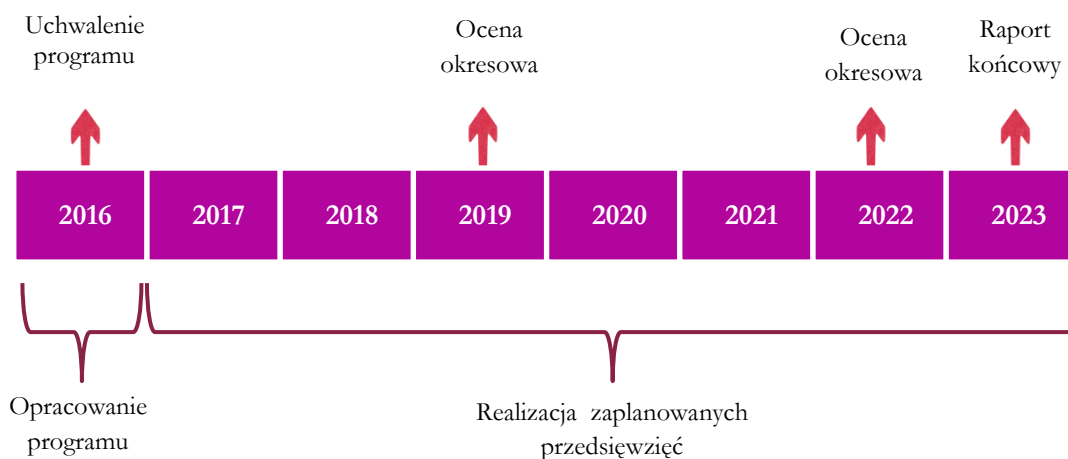 Uchwalenie
programu
Ocena
okresowa
Ocena
okresowa
Raport
końcowy
2016
2017
2018
2019
2020
2021
2022
2023
Opracowanie
programu
Realizacja zaplanowanych
przedsięwzięć